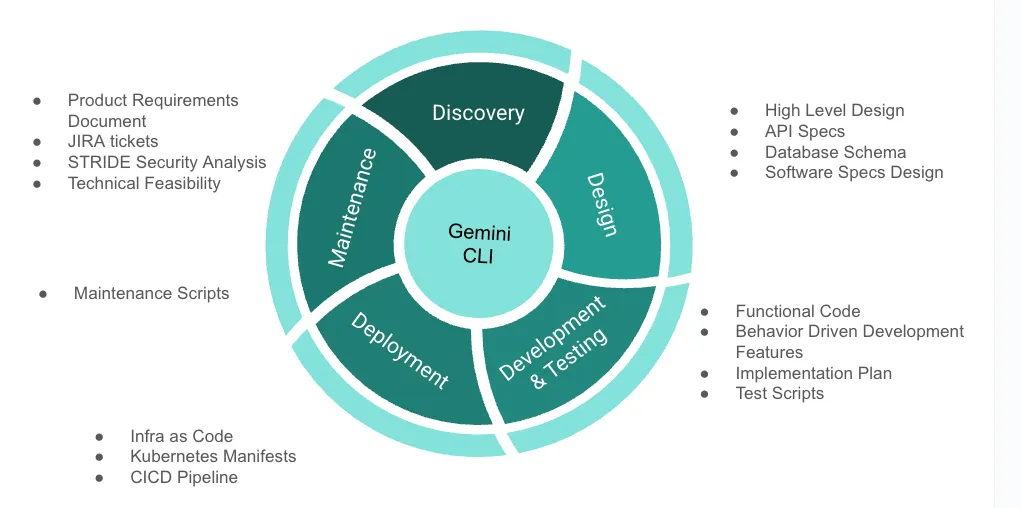 Discovery
Design
Development
& Testing
Deployment
Maintenance
Gemini
CLI
● Product Requirements
Document
● JIRA tickets
● STRIDE Security Analysis
● Technical Feasibility
● High Level Design
● API Specs
● Database Schema
● Software Specs Design
● Functional Code
● Behavior Driven Development
Features
● Implementation Plan
● Test Scripts
● Infra as Code
● Kubernetes Manifests
● CICD Pipeline
● Maintenance Scripts